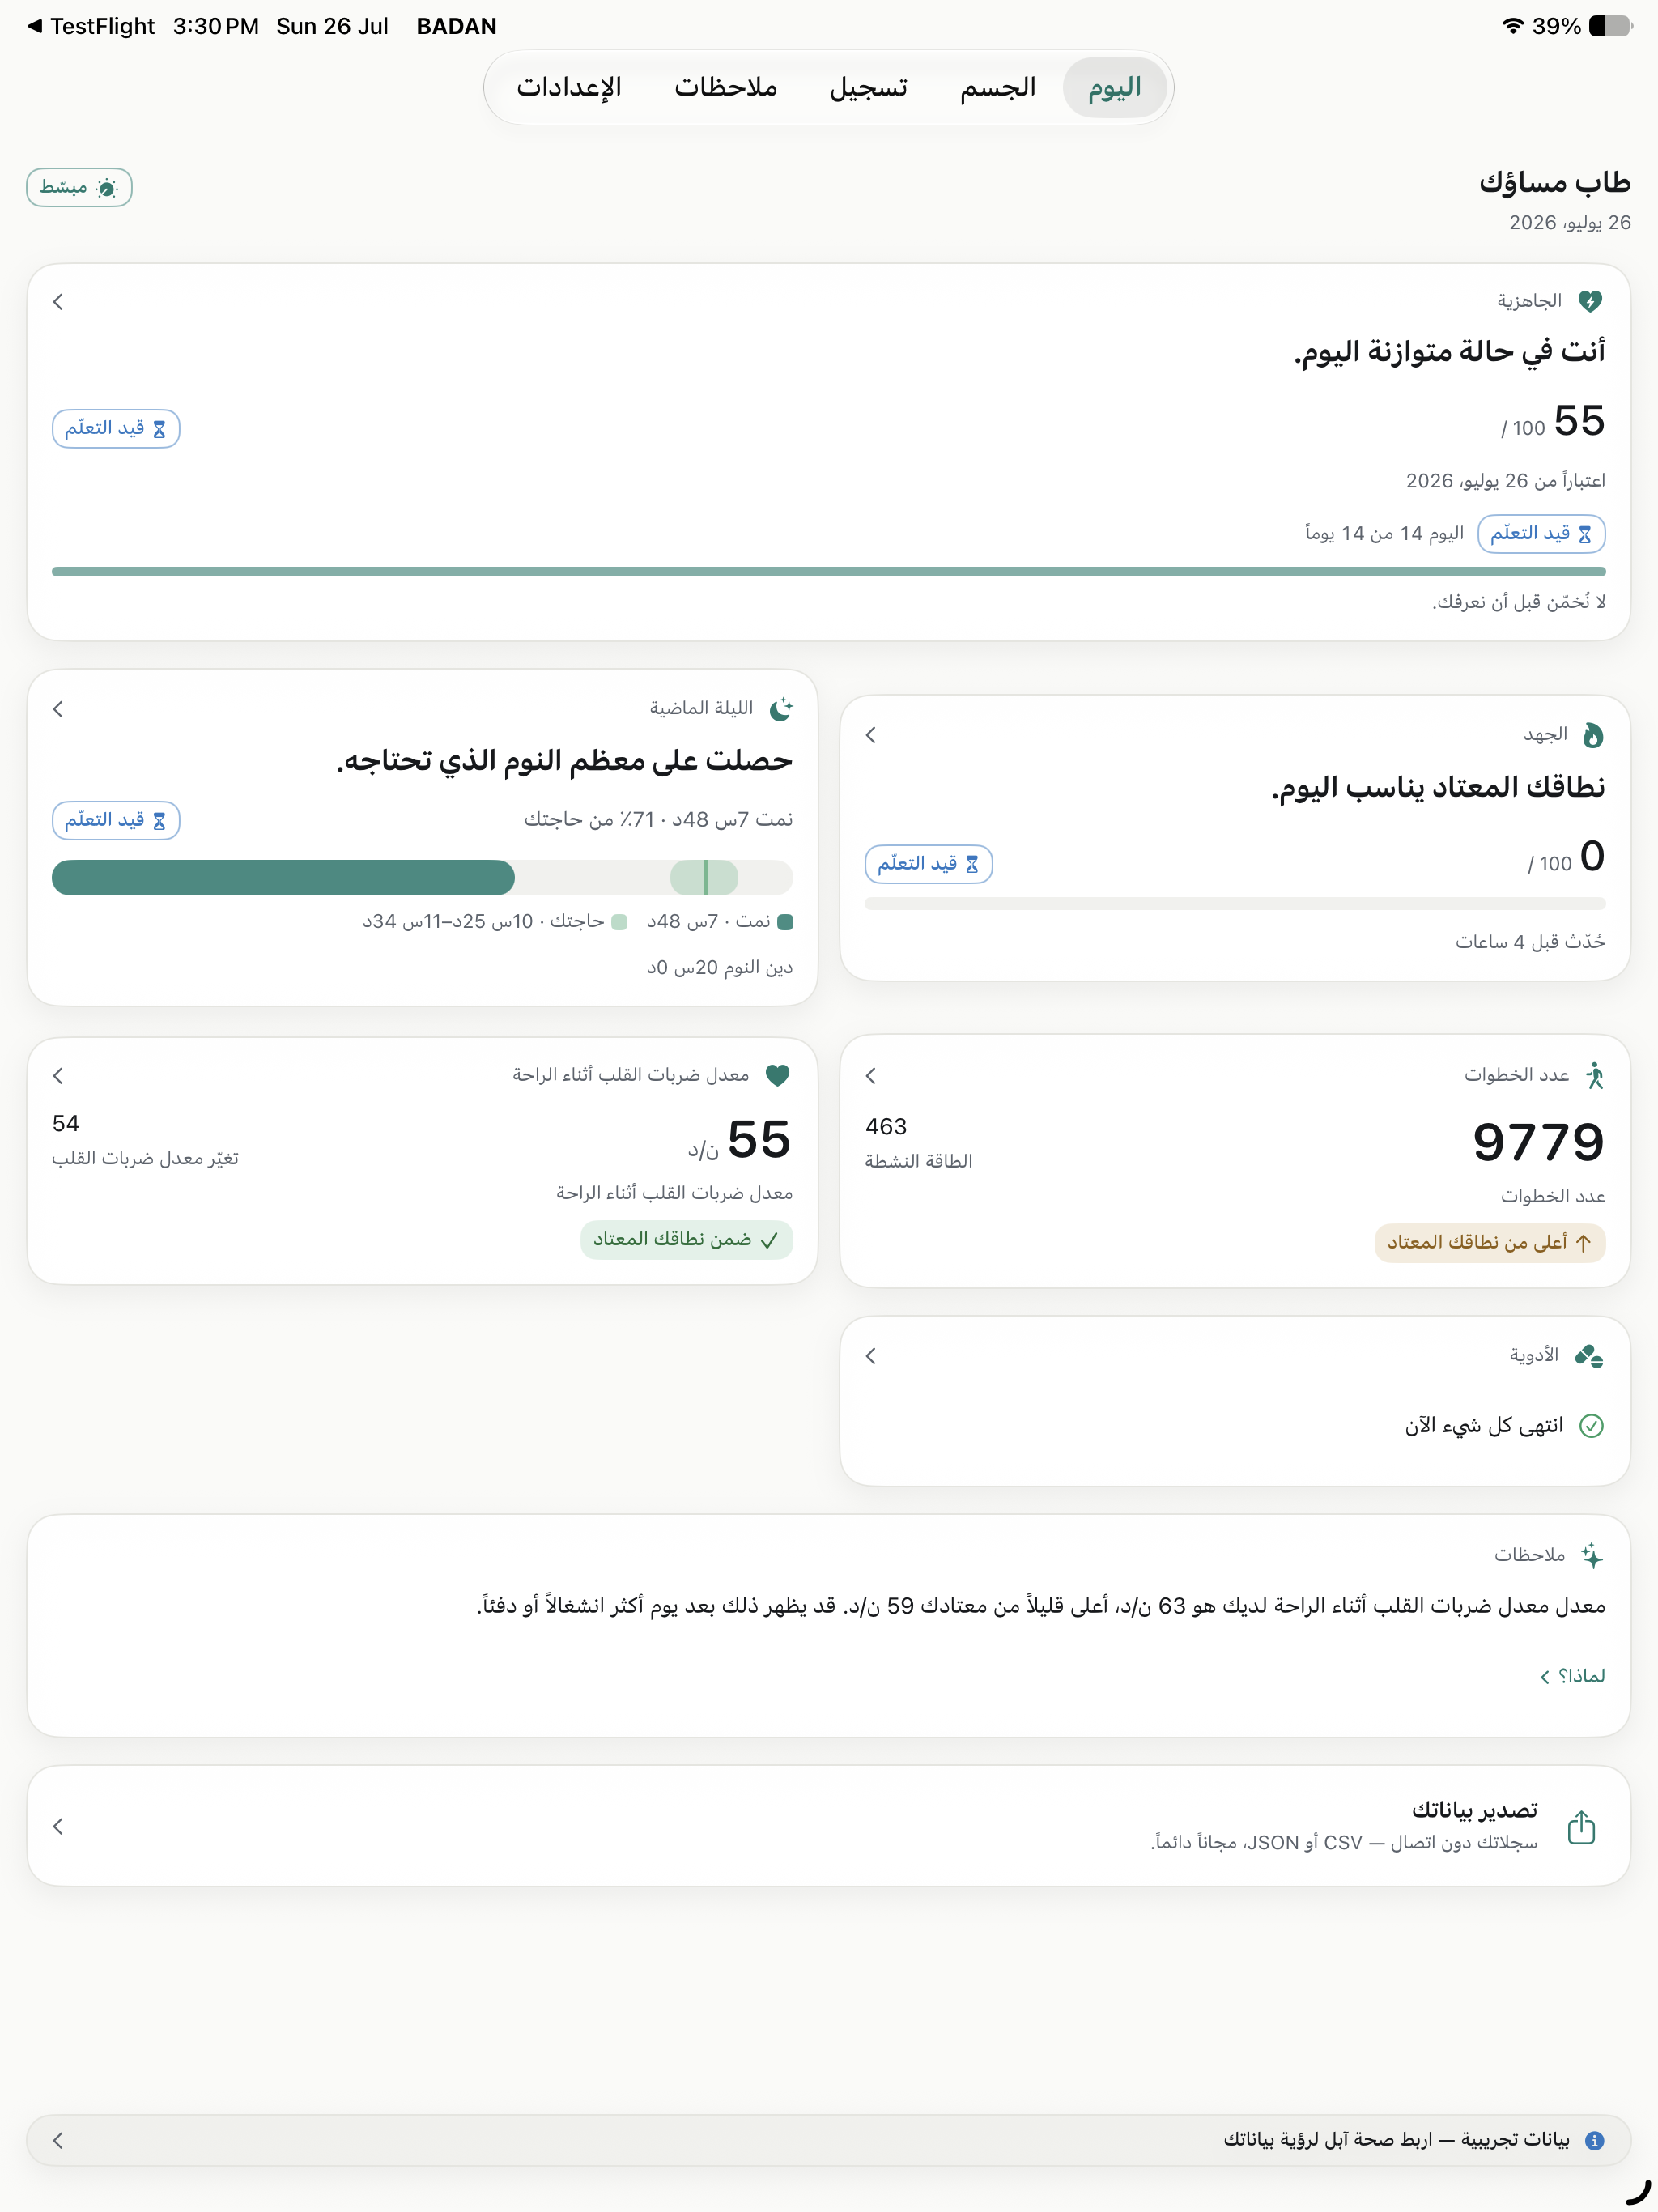 TestFlight 3:30 PM Sun 26 Jul BADAN 39%
اليوم الجسم تسجيل ملاحظات الإعدادات
طاب مساؤك
مبسّط
26 يوليو، 2026
الجاهزية
أنت في حالة متوازنة اليوم.
55 / 100
قيد التعلّم
اعتباراً من 26 يوليو، 2026
قيد التعلّم اليوم 14 من 14 يوماً
لا نُخمّن قبل أن نعرفك.
الجهد
نطاقك المعتاد يناسب اليوم.
0 / 100
قيد التعلّم
حُدّث قبل 4 ساعات
الليلة الماضية
حصلت على معظم النوم الذي تحتاجه.
نمت 7س 48د · 71٪ من حاجتك
قيد التعلّم
نمت · 7س 48د حاجتك · 10س 25د–11س 34د
دين النوم 20س 0د
عدد الخطوات
9779
463
عدد الخطوات
الطاقة النشطة
أعلى من نطاقك المعتاد
معدل ضربات القلب أثناء الراحة
55 ن/د
54
معدل ضربات القلب أثناء الراحة
تغيّر معدل ضربات القلب
ضمن نطاقك المعتاد
الأدوية
انتهى كل شيء الآن
ملاحظات
معدل معدل ضربات القلب أثناء الراحة لديك هو 63 ن/د، أعلى قليلاً من معتادك 59 ن/د. قد يظهر ذلك بعد يوم أكثر انشغالاً أو دفئاً.
لماذا؟
تصدير بياناتك
سجلاتك دون اتصال — CSV أو JSON، مجاناً دائماً.
بيانات تجريبية — اربط صحة آبل لرؤية بياناتك